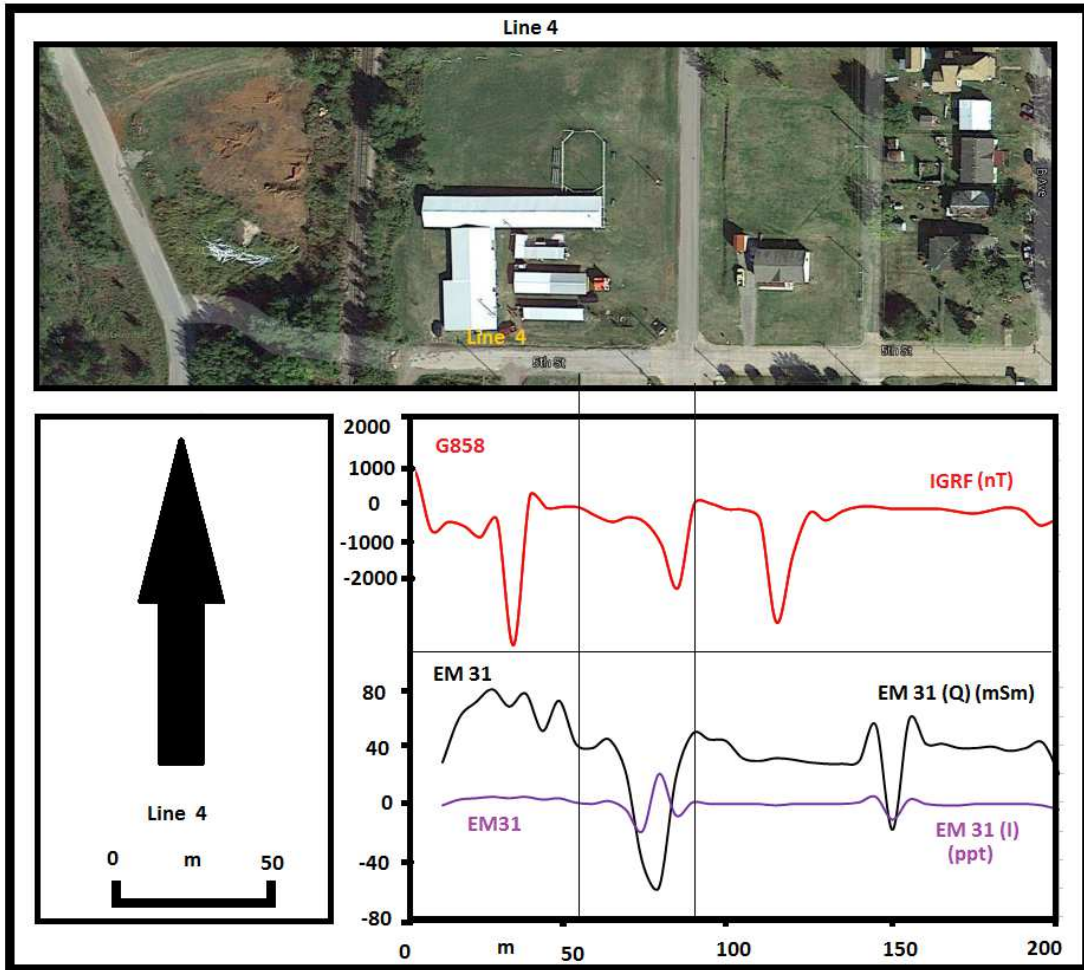 Line 4
B Ave
Line 4
5th St
5th St
2000
G858
1000
IGRF (nT)
0
-1000
-2000
EM 31
EM 31 (Q) (mSm)
80
40
0
EM31
EM 31 (I)
(ppt)
-40
-80
0
m
50
100
150
200
Line 4
0
m
50